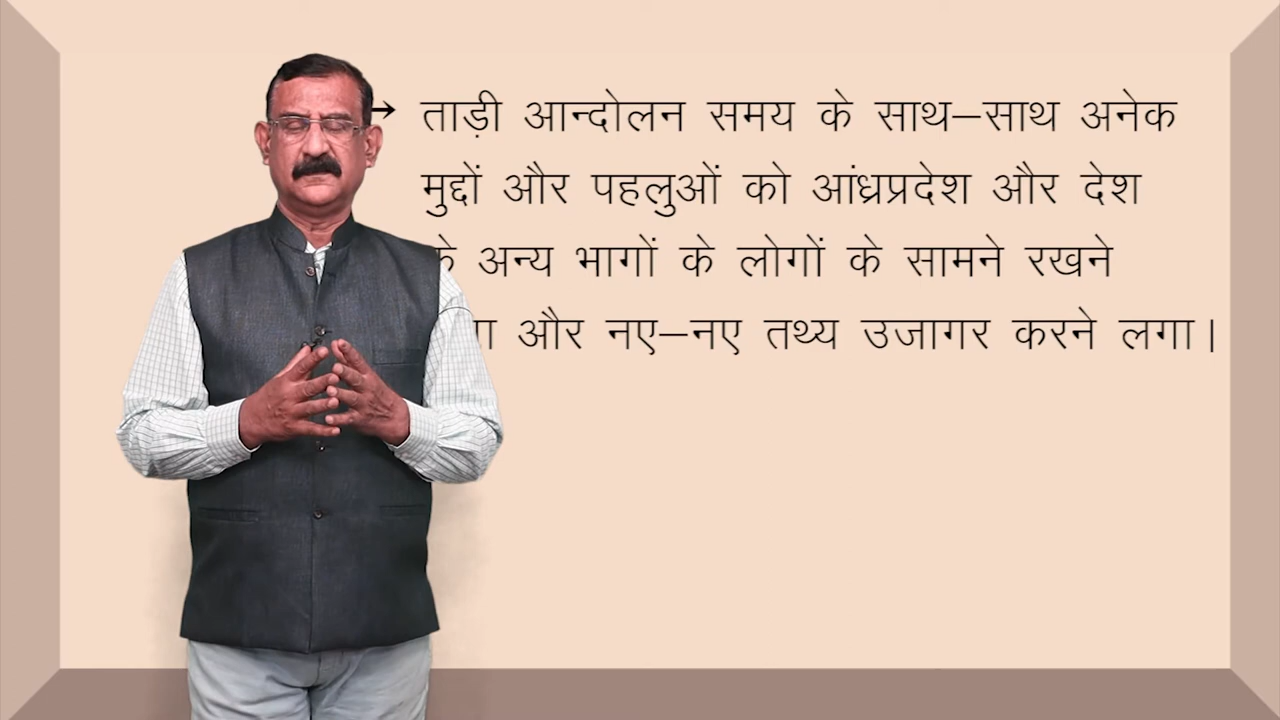 → ताड़ी आन्दोलन समय के साथ–साथ अनेक
मुद्दों और पहलुओं को आंध्रप्रदेश और देश
के अन्य भागों के लोगों के सामने रखने
और नए–नए तथ्य उजागर करने लगा।